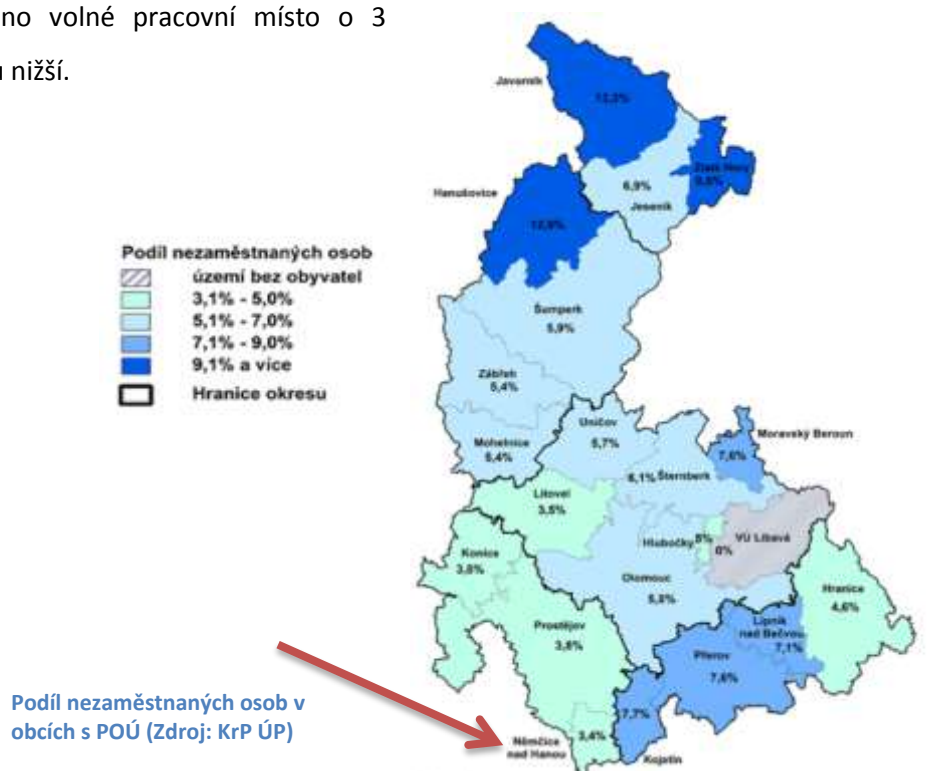 no volné pracovní místo o 3
nižší.
Javorník
Zlaté Hory
6,9%
Jeseník
Hanušovice
Podíl nezaměstnaných osob
území bez obyvatel
3,1% - 5,0%
5,1% - 7,0%
7,1% - 9,0%
9,1% a více
Hranice okresu
Šumperk
5,9%
Zábřeh
5,4%
Mohelnice
5,4%
Uničov
5,7%
Moravský Beroun
7,6%
6,1% Šternberk
Litovel
3,5%
Hlubočky 5%
0%
VÚ Libavá
Konice
3,8%
Olomouc
5,8%
Hranice
4,6%
Prostějov
3,8%
Lipník
nad Bečvou
7,1%
Přerov
7,6%
Podíl nezaměstnaných osob v
obcích s POÚ (Zdroj: KrP ÚP)
7,7%
3,4%
Němčice
nad Hanou
Kojetín